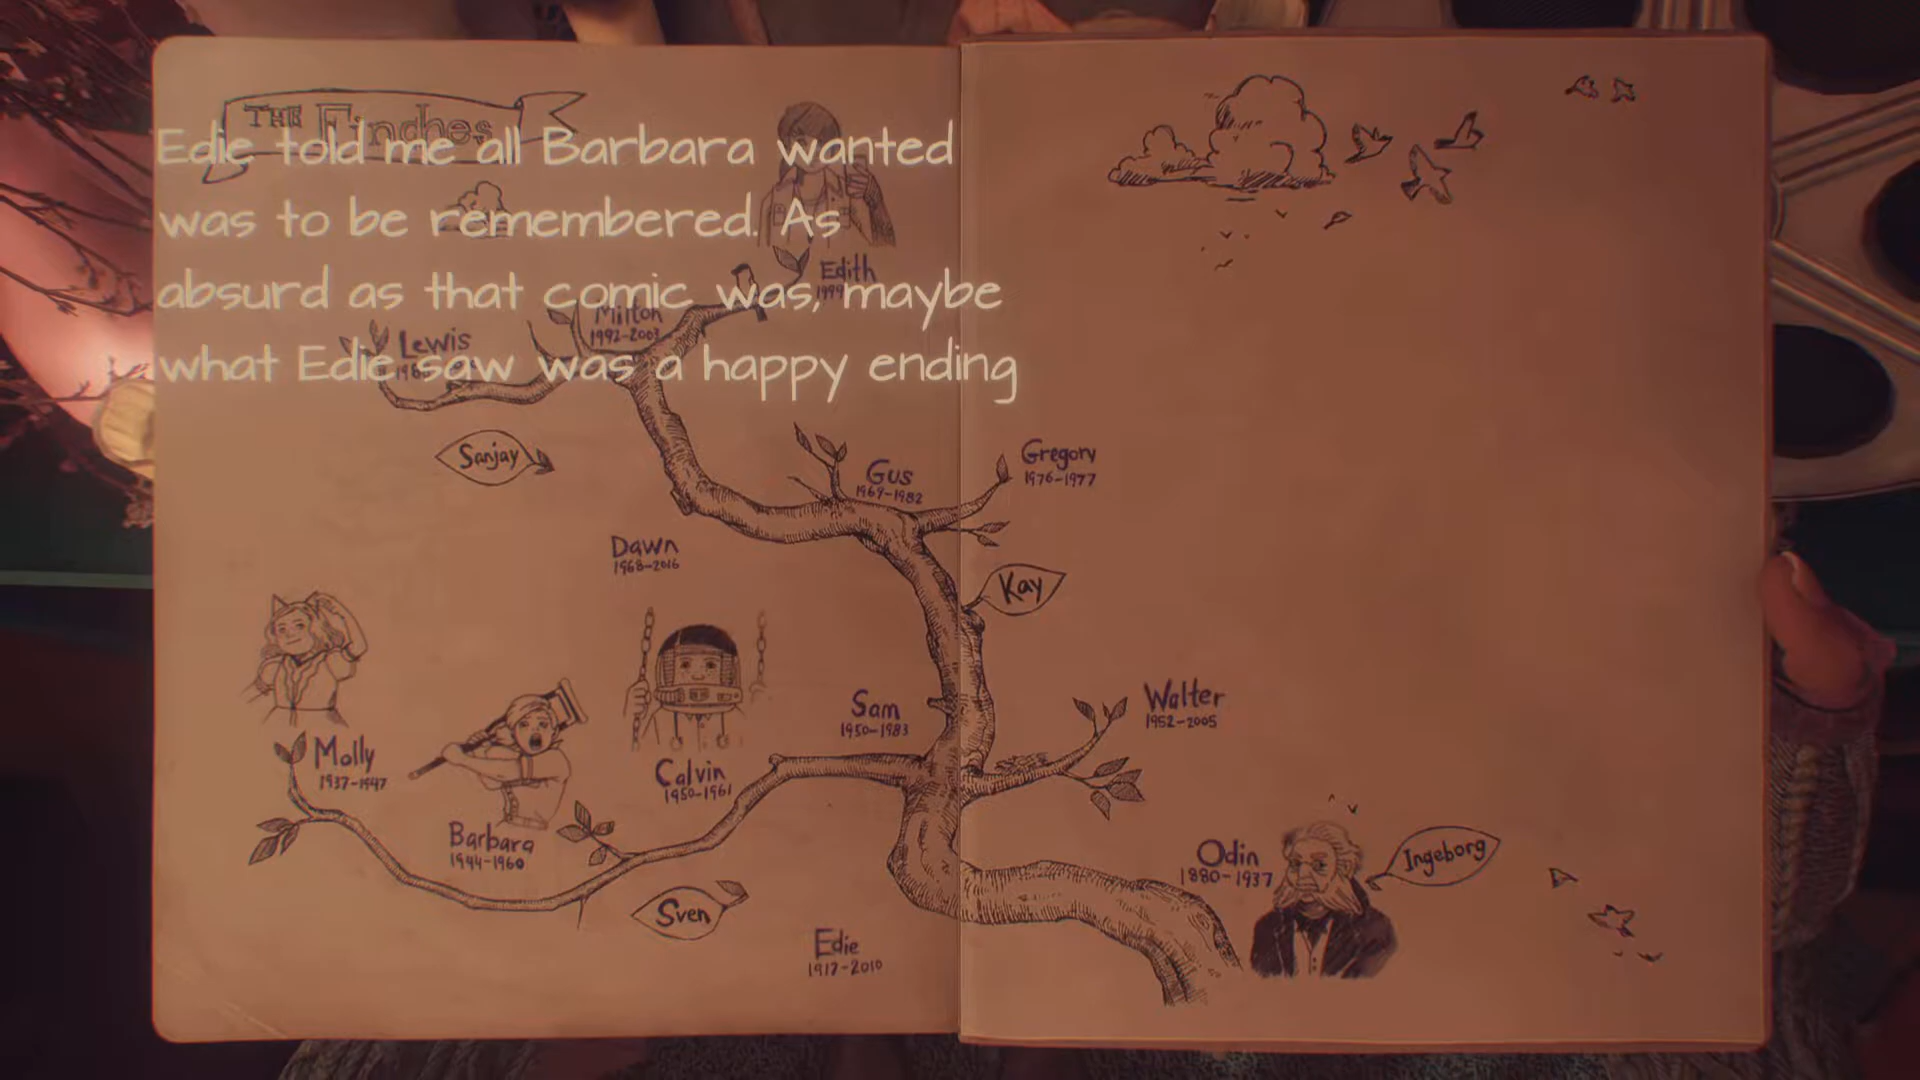 THE Finches
Edie told me all Barbara wanted
was to be remembered. As
absurd as that comic was, maybe
what Edie saw was a happy ending
Edith
1999
Milton
1992-2003
Lewis
Sanjay
Gus
1969-1982
Gregory
1976-1977
Dawn
1968-2016
Kay
Sam
1950-1983
Walter
1952-2005
Molly
1937-1947
Calvin
1950-1961
Barbara
1944-1960
Odin
1880-1937
Ingeborg
Sven
Edie
1917-2010